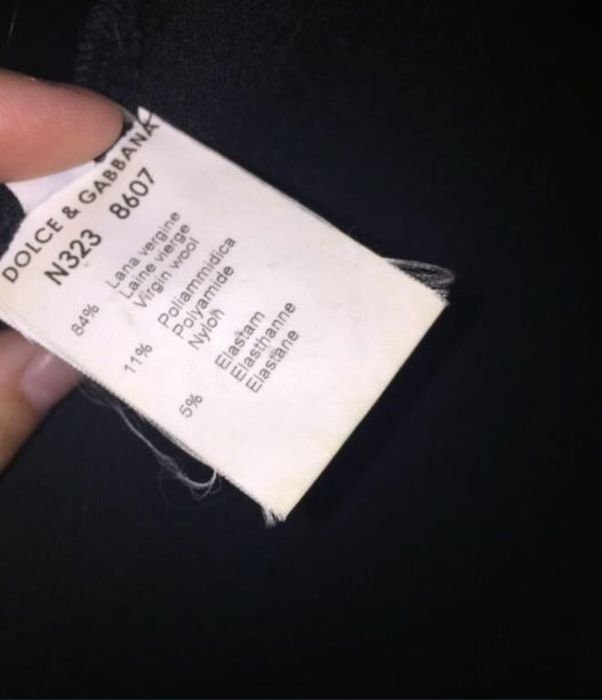 DOLCE & GABBANA
N323 8607
84% Lana vergine
Laine vierge
Virgin wool
11% Poliammidica
Polyamide
Nylon
5% Elastam
Elasthanne
Elastane